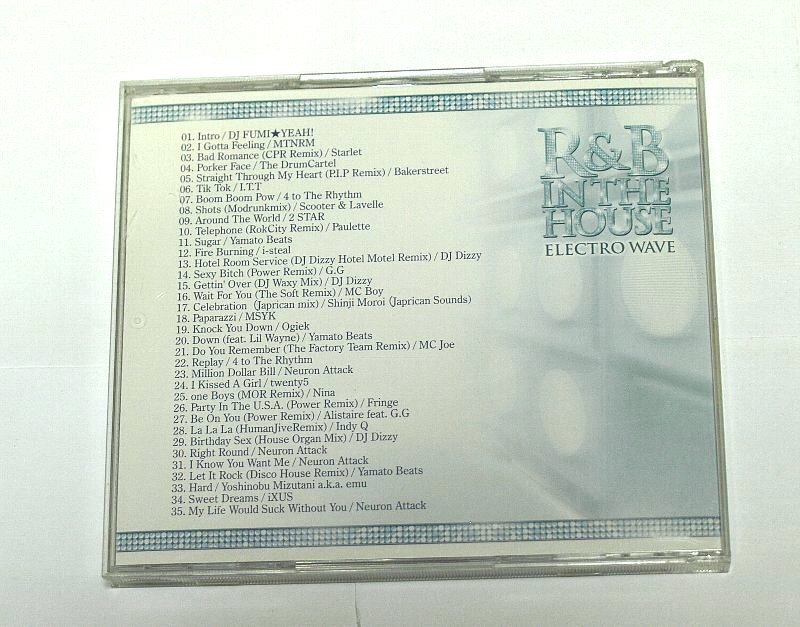 01. Intro / DJ FUMI★YEAH!
02. I Gotta Feeling / MTNRM
03. Bad Romance (CPR Remix) / Starlet
04. Porker Face / The DrumCartel
05. Straight Through My Heart (P.I.P Remix) / Bakerstreet
06. Tik Tok / I.T.T
07. Boom Boom Pow / 4 to The Rhythm
08. Shots (Modrunkmix) / Scooter & Lavelle
09. Around The World / 2 STAR
10. Telephone (RokCity Remix) / Paulette
11. Sugar / Yamato Beats
12. Fire Burning / i-steal
13. Hotel Room Service (DJ Dizzy Hotel Motel Remix) / DJ Dizzy
14. Sexy Bitch (Power Remix) / G.G
15. Gettin' Over (DJ Waxy Mix) / DJ Dizzy
16. Wait For You (The Soft Remix) / MC Boy
17. Celebration (Japrican mix) / Shinji Moroi (Japrican Sounds)
18. Paparazzi / MSYK
19. Knock You Down / Ogiek
20. Down (feat. Lil Wayne) / Yamato Beats
21. Do You Remember (The Factory Team Remix) / MC Joe
22. Replay / 4 to The Rhythm
23. Million Dollar Bill / Neuron Attack
24. I Kissed A Girl / twenty5
25. one Boys (MOR Remix) / Nina
26. Party In The U.S.A. (Power Remix) / Fringe
27. Be On You (Power Remix) / Alistaire feat. G.G
28. La La La (HumanJiveRemix) / Indy Q
29. Birthday Sex (House Organ Mix) / DJ Dizzy
30. Right Round / Neuron Attack
31. I Know You Want Me / Neuron Attack
32. Let It Rock (Disco House Remix) / Yamato Beats
33. Hard / Yoshinobu Mizutani a.k.a. emu
34. Sweet Dreams / iXUS
35. My Life Would Suck Without You / Neuron Attack
R&B
IN THE
HOUSE
ELECTRO WAVE